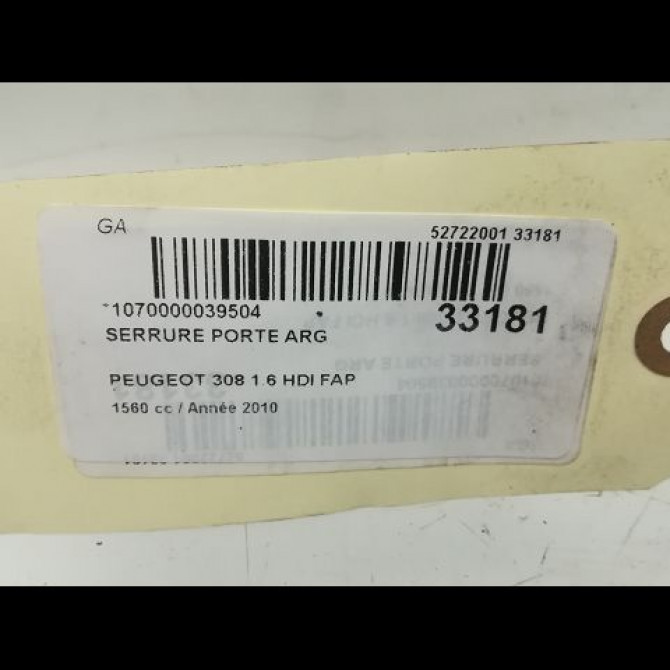 GA
52722001 33181
*1070000039504
33181
SERRURE PORTE ARG
PEUGEOT 308 1.6 HDI FAP
1560 cc / Année 2010